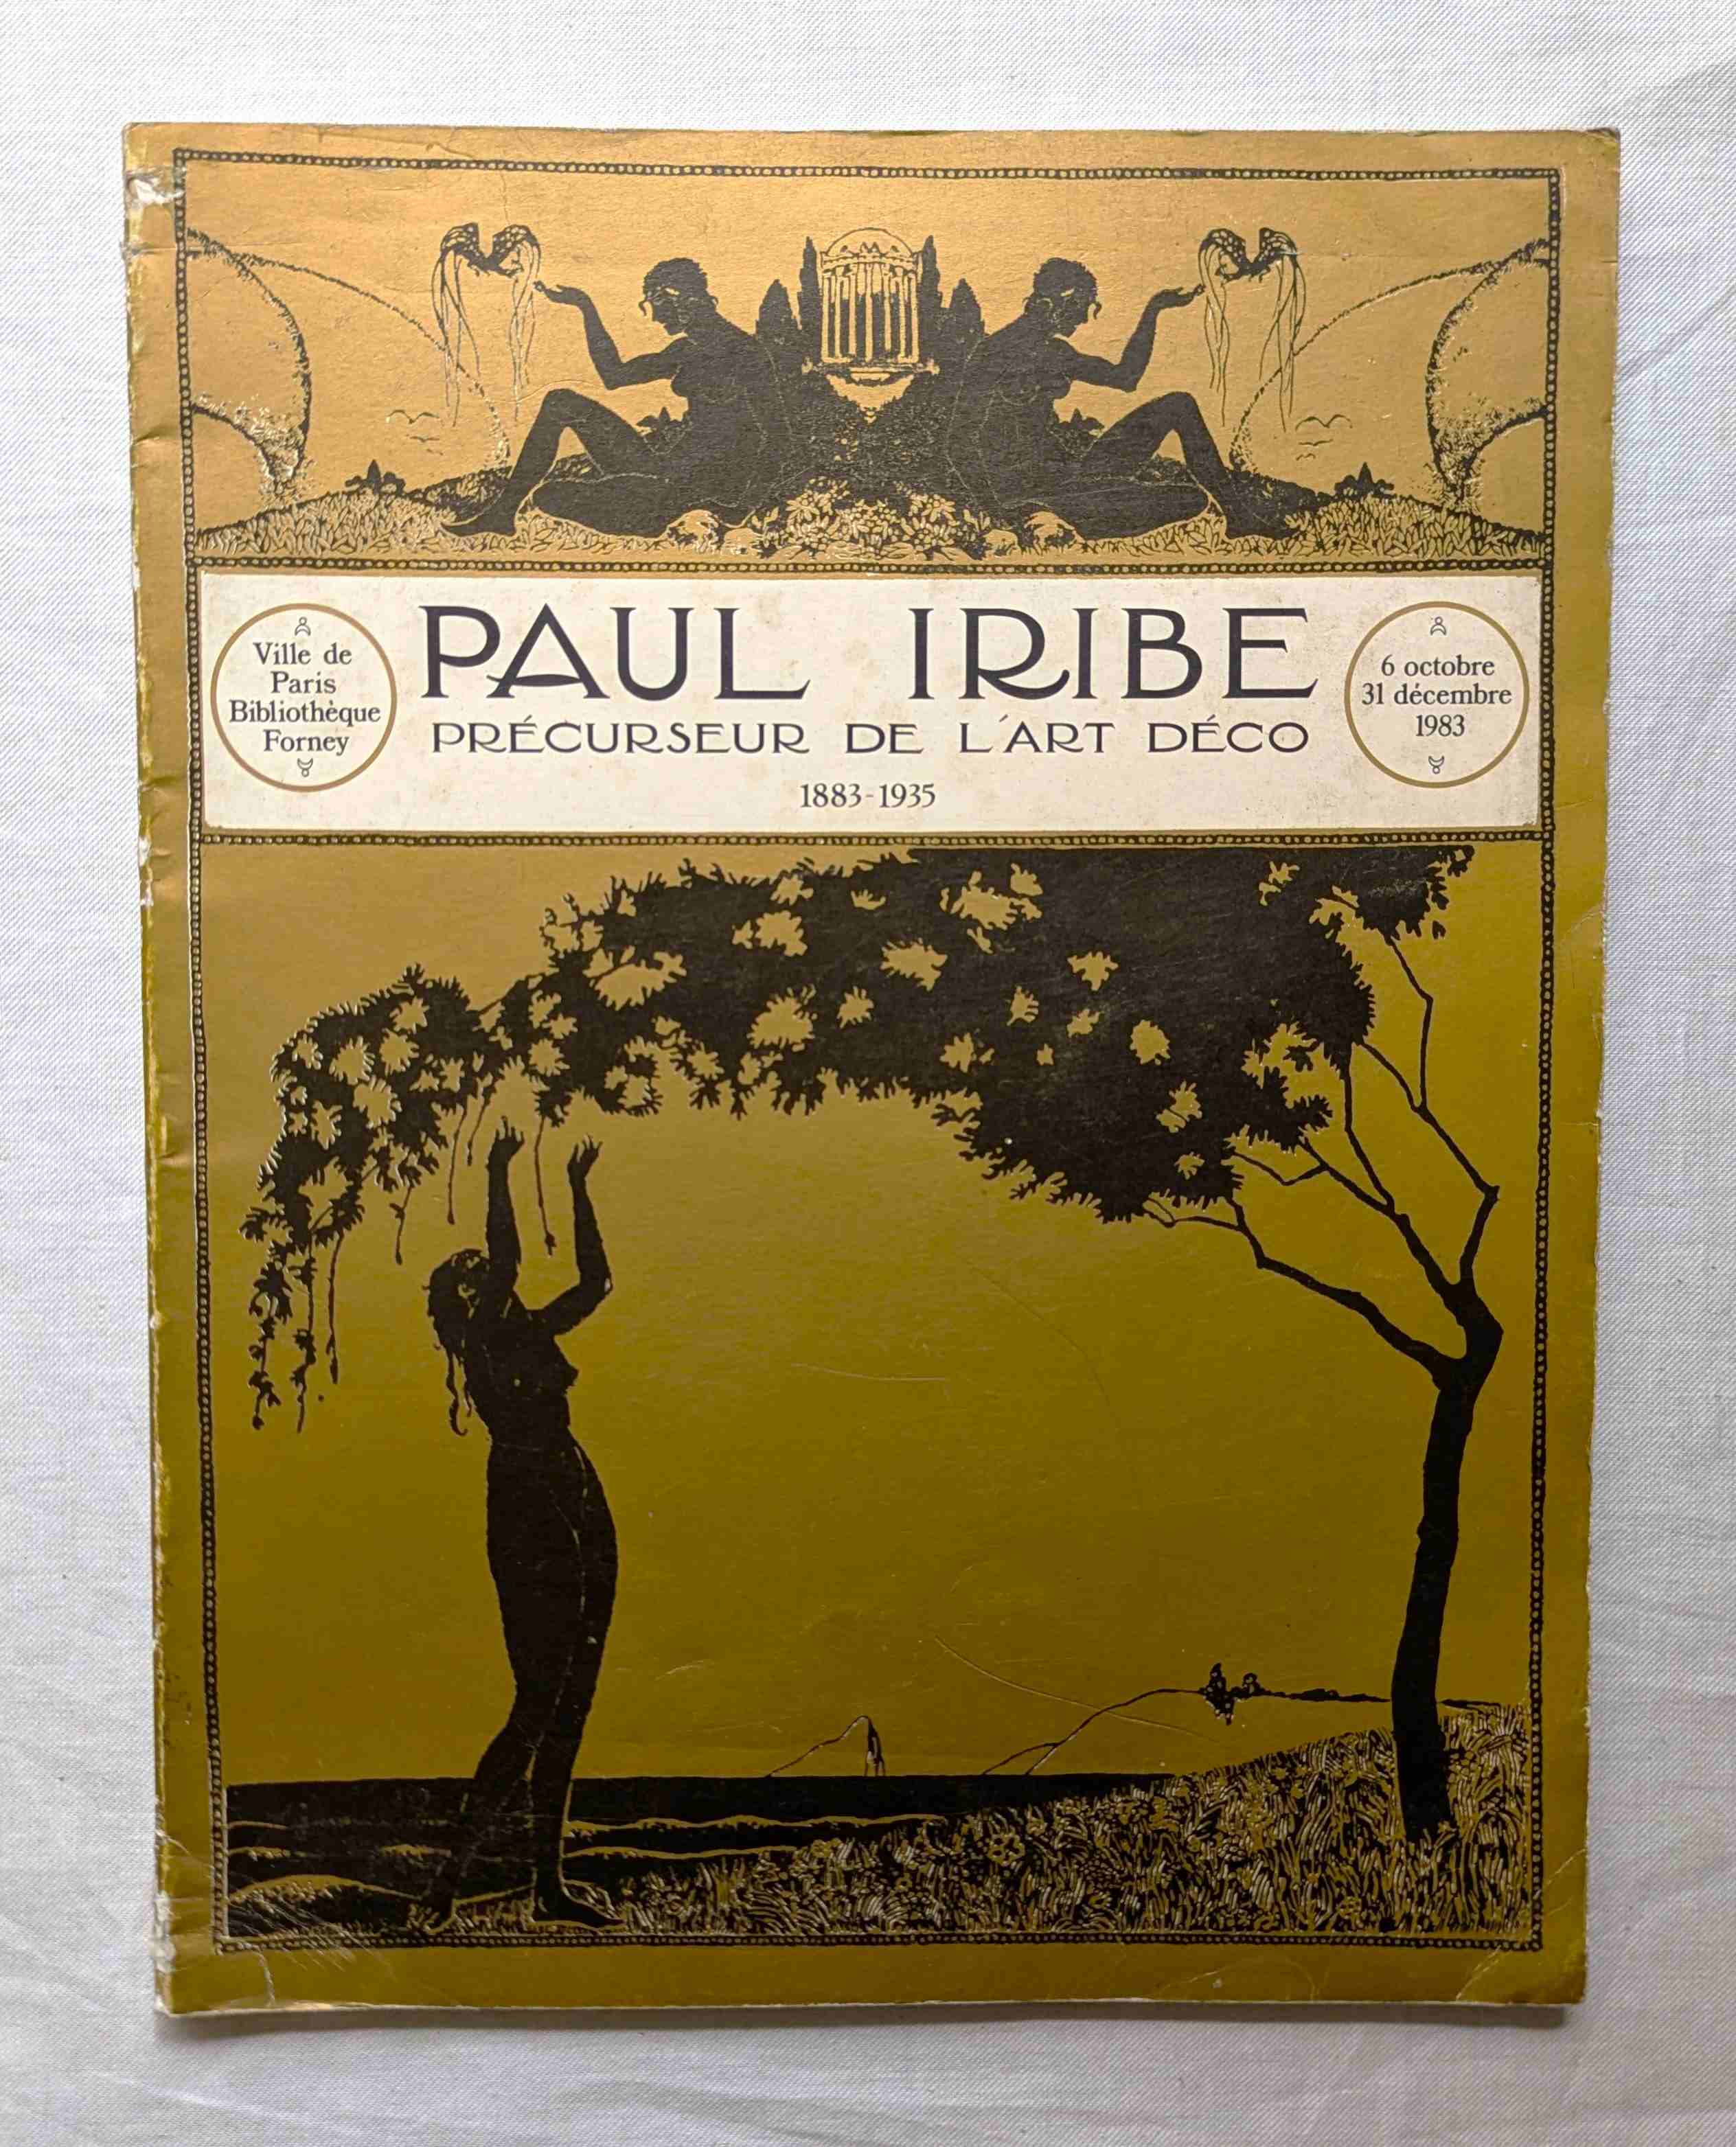 Ville de
Paris
Bibliothèque
Forney
PAUL IRIBE
PRÉCURSEUR DE L'ART DÉCO
1883-1935
6 octobre
31 décembre
1983